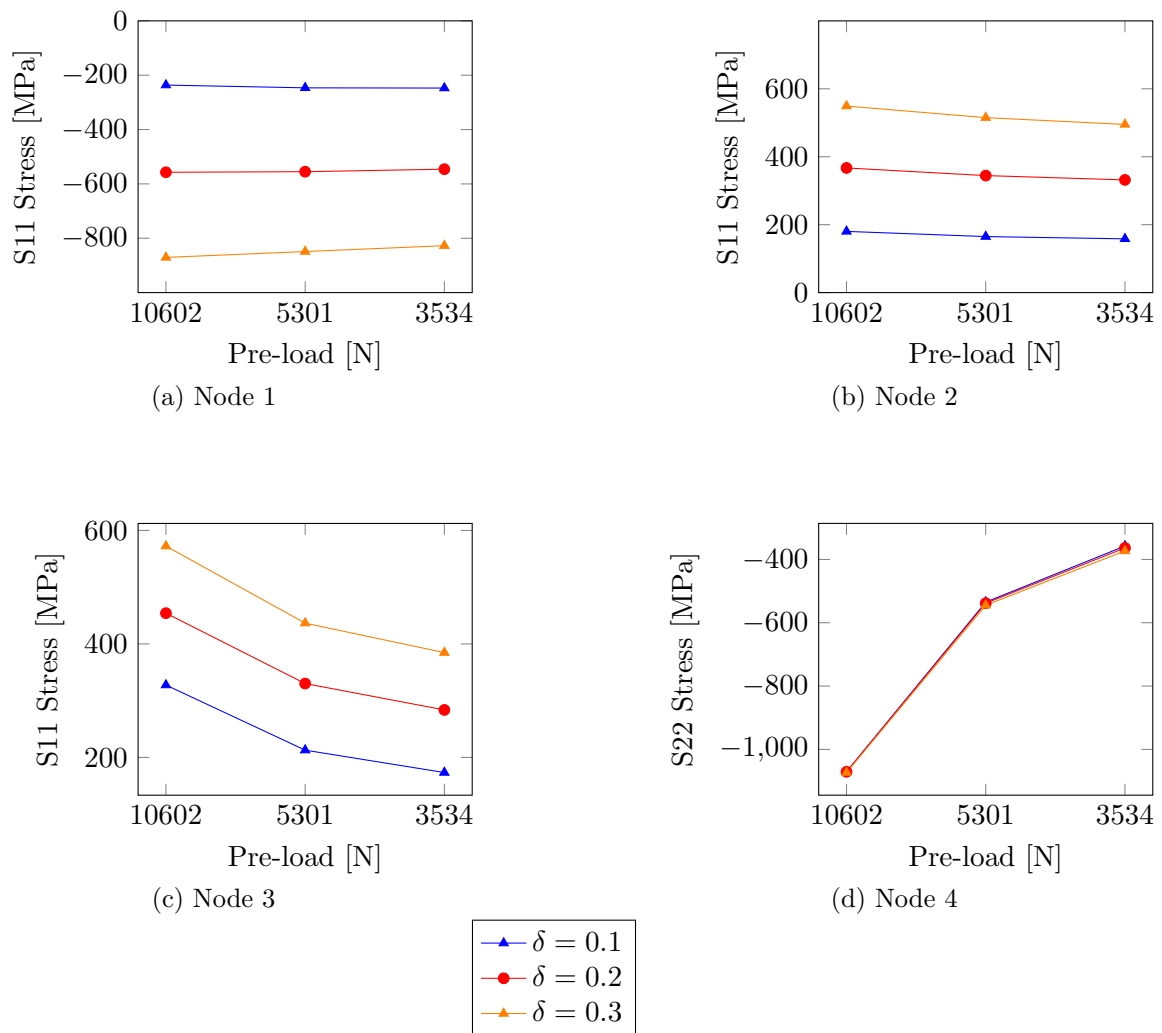 0
−200
−400
−600
−800
S11 Stress [MPa]
10602 5301 3534
Pre-load [N]
(a) Node 1
600
400
200
0
S11 Stress [MPa]
10602 5301 3534
Pre-load [N]
(b) Node 2
600
400
200
S11 Stress [MPa]
10602 5301 3534
Pre-load [N]
(c) Node 3
−400
−600
−800
−1,000
S22 Stress [MPa]
10602 5301 3534
Pre-load [N]
(d) Node 4
δ = 0.1
δ = 0.2
δ = 0.3